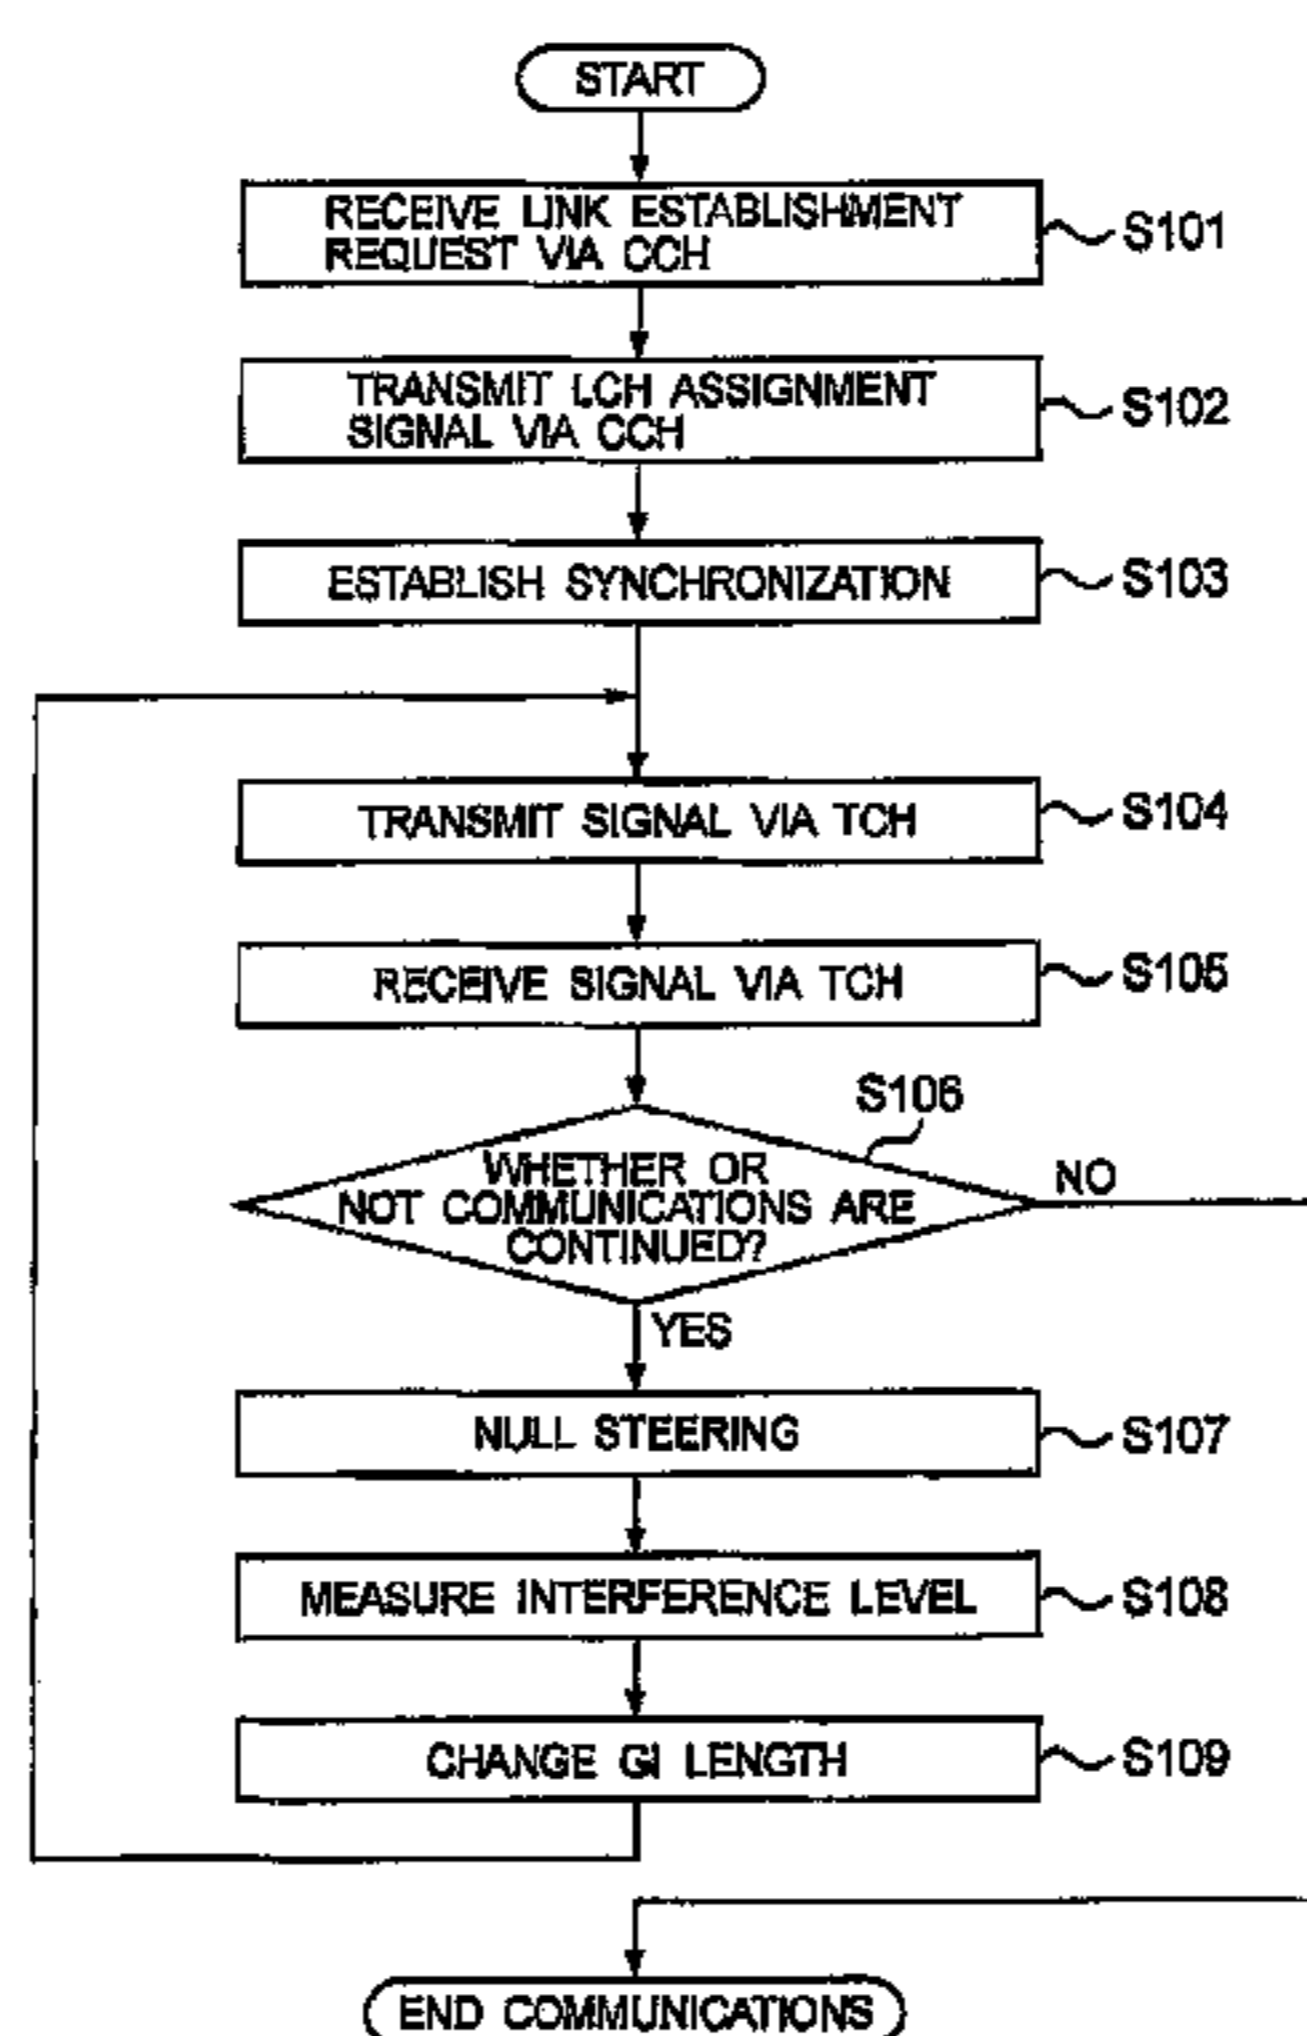 START
RECEIVE LINK ESTABLISHMENT
REQUEST VIA CCH
S101
TRANSMIT LCH ASSIGNMENT
SIGNAL VIA CCH
S102
ESTABLISH SYNCHRONIZATION
S103
TRANSMIT SIGNAL VIA TCH
S104
RECEIVE SIGNAL VIA TCH
S105
S106
WHETHER OR
NOT COMMUNICATIONS ARE
CONTINUED?
NO
YES
NULL STEERING
S107
MEASURE INTERFERENCE LEVEL
S108
CHANGE GI LENGTH
S109
END COMMUNICATIONS